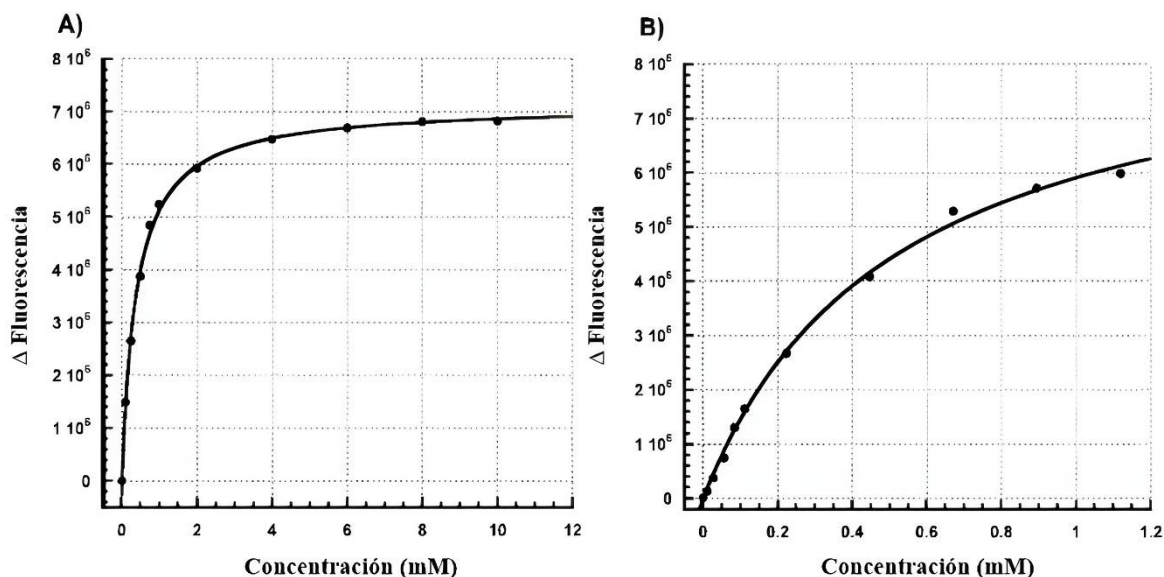 A)
8 10⁶
7 10⁶
6 10⁶
5 10⁶
4 10⁶
3 10⁶
2 10⁶
1 10⁶
0
Δ Fluorescencia
0 2 4 6 8 10 12
Concentración (mM)
B)
8 10⁶
7 10⁶
6 10⁶
5 10⁶
4 10⁶
3 10⁶
2 10⁶
1 10⁶
0
Δ Fluorescencia
0 0.2 0.4 0.6 0.8 1 1.2
Concentración (mM)